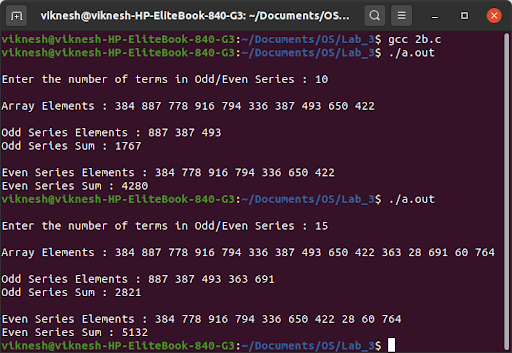 viknesh@viknesh-HP-EliteBook-840-G3: ~/Documents/OS...
viknesh@viknesh-HP-EliteBook-840-G3:~/Documents/OS/Lab_3$ gcc 2b.c
viknesh@viknesh-HP-EliteBook-840-G3:~/Documents/OS/Lab_3$ ./a.out
Enter the number of terms in Odd/Even Series : 10
Array Elements : 384 887 778 916 794 336 387 493 650 422
Odd Series Elements : 887 387 493
Odd Series Sum : 1767
Even Series Elements : 384 778 916 794 336 650 422
Even Series Sum : 4280
viknesh@viknesh-HP-EliteBook-840-G3:~/Documents/OS/Lab_3$ ./a.out
Enter the number of terms in Odd/Even Series : 15
Array Elements : 384 887 778 916 794 336 387 493 650 422 363 28 691 60 764
Odd Series Elements : 887 387 493 363 691
Odd Series Sum : 2821
Even Series Elements : 384 778 916 794 336 650 422 28 60 764
Even Series Sum : 5132
viknesh@viknesh-HP-EliteBook-840-G3:~/Documents/OS/Lab_3$